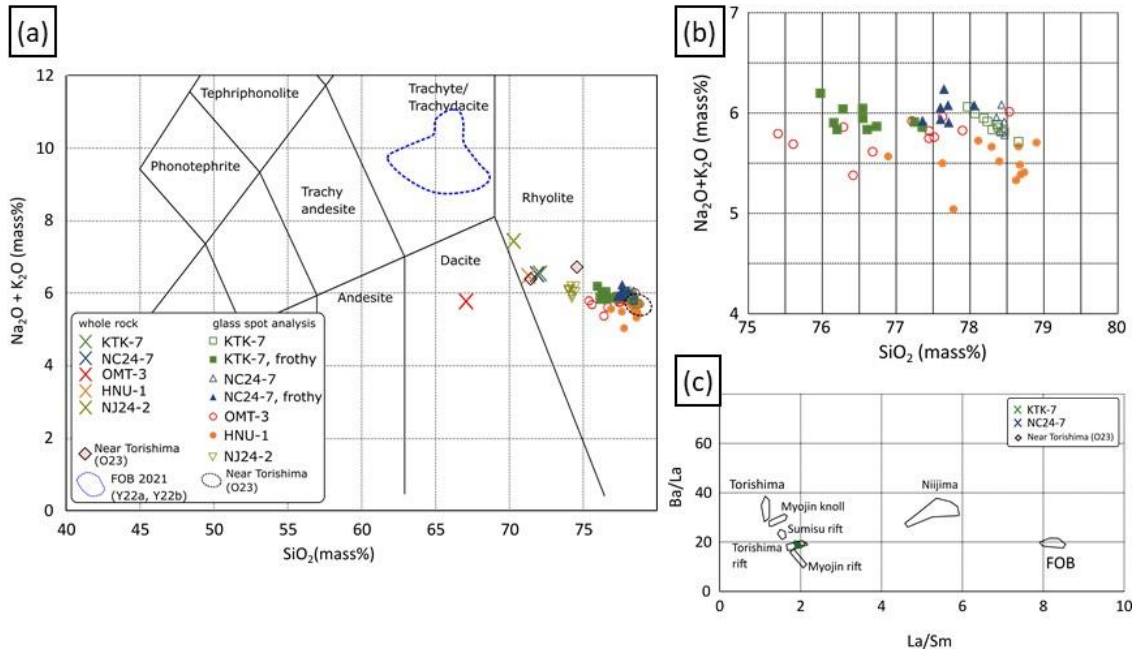 (a)
12
10
8
6
4
2
0
Na₂O + K₂O (mass%)
Tephriphonolite
Phonotephrite
Trachy
andesite
Trachyte/
Trachydacite
Rhyolite
Dacite
Andesite
whole rock
KTK-7
NC24-7
OMT-3
HNU-1
NJ24-2
Near Torishima
(O23)
FOB 2021
(Y22a, Y22b)
glass spot analysis
KTK-7
KTK-7, frothy
NC24-7
NC24-7, frothy
OMT-3
HNU-1
NJ24-2
Near Torishima
(O23)
40 45 50 55 60 65 70 75
SiO₂(mass%)
(b)
7
6
5
4
Na₂O+K₂O (mass%)
75 76 77 78 79 80
SiO₂ (mass%)
(c)
80
60
40
20
0
Ba/La
KTK-7
NC24-7
Near Torishima (O23)
Torishima
Myojin knoll
Sumisu rift
Torishima
rift
Myojin rift
Niijima
FOB
0 2 4 6 8 10
La/Sm